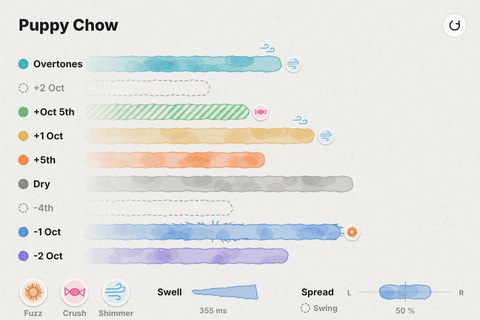 Puppy Chow
Overtones
+2 Oct
+Oct 5th
+1 Oct
+5th
Dry
-4th
-1 Oct
-2 Oct
Fuzz
Crush
Shimmer
Swell
355 ms
Spread
Swing
L
R
50 %